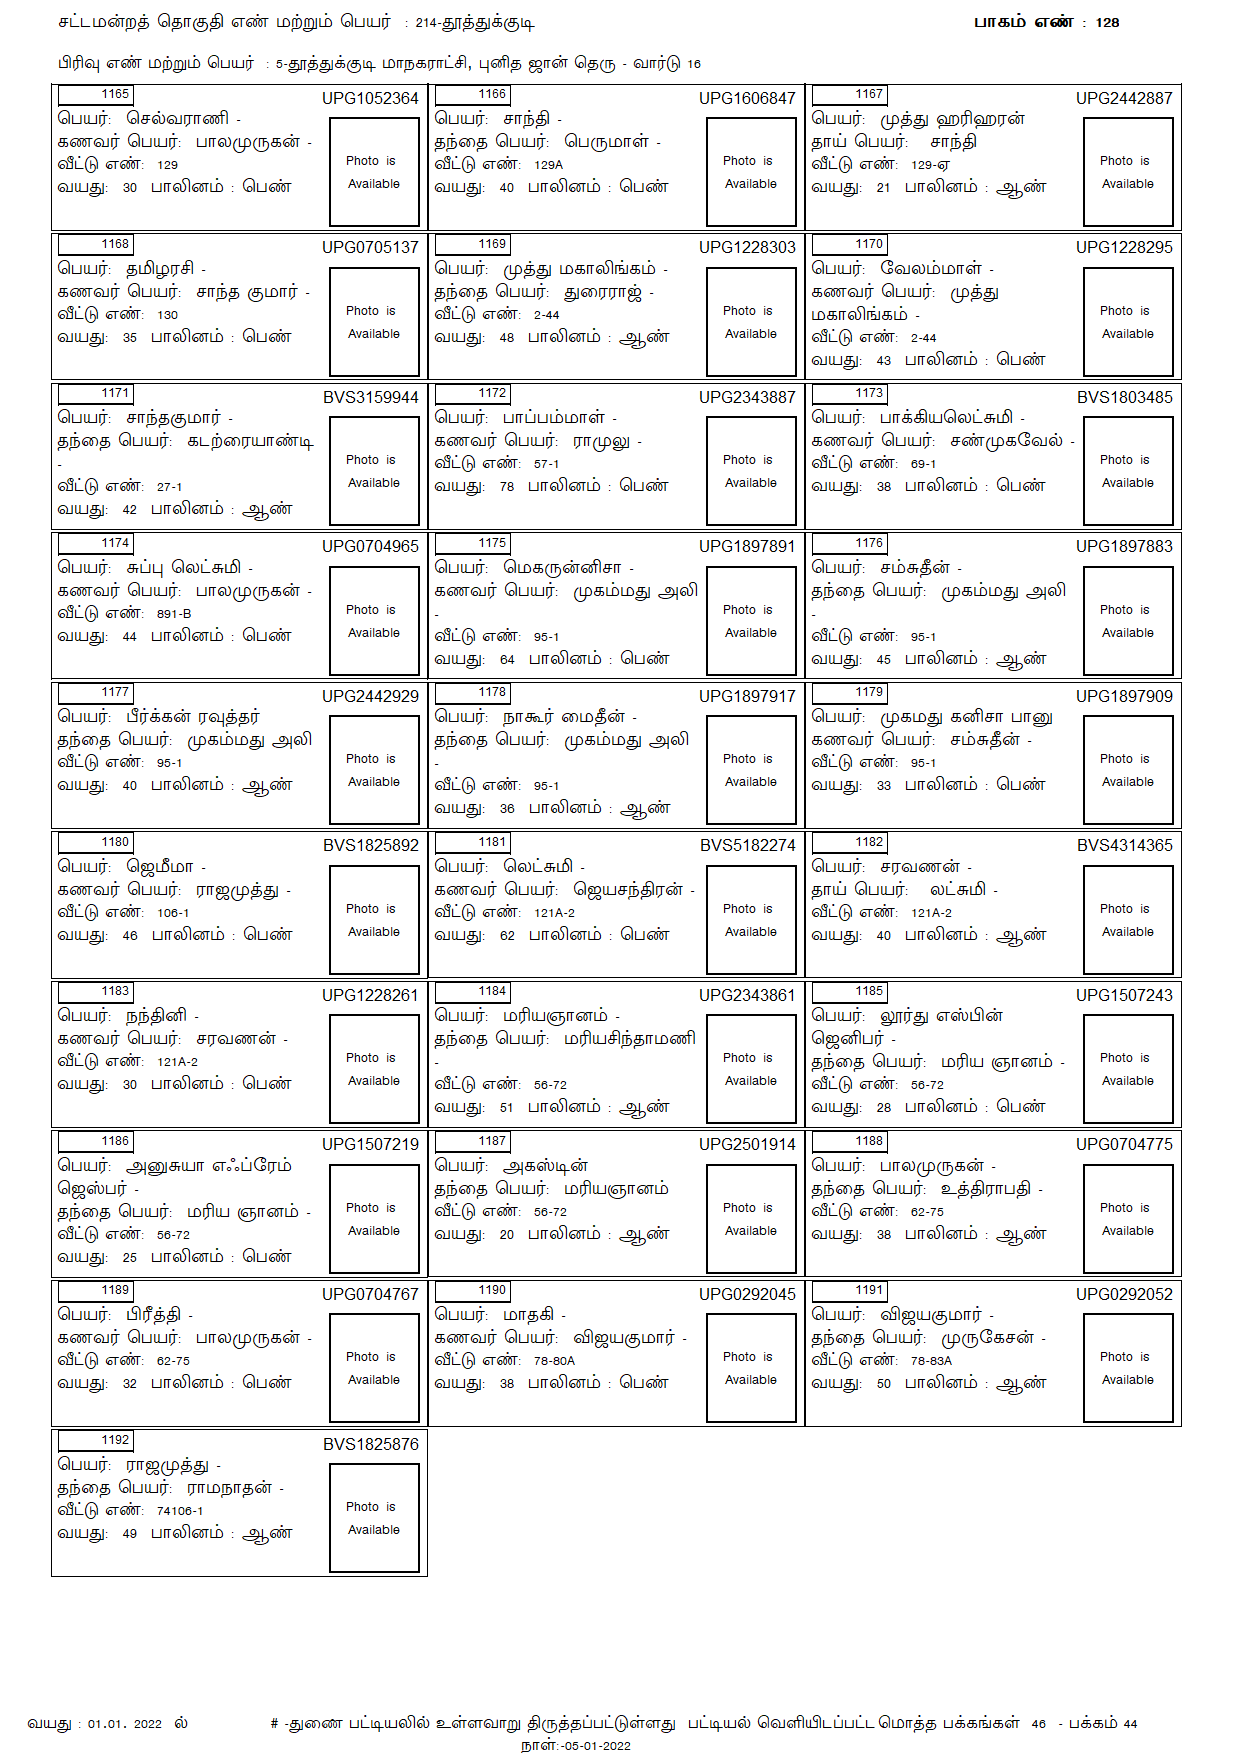 சட்டமன்றத் தொகுதி எண் மற்றும் பெயர் : 214-தூத்துக்குடி பாகம் எண் : 128
பிரிவு எண் மற்றும் பெயர் : 5-தூத்துக்குடி மாநகராட்சி, புனித ஜான் தெரு - வார்டு 16
1165 UPG1052364
பெயர்: செல்வராணி -
கணவர் பெயர்: பாலமுருகன் -
வீட்டு எண்: 129
வயது: 30 பாலினம் : பெண்
Photo is
Available
1166 UPG1606847
பெயர்: சாந்தி -
தந்தை பெயர்: பெருமாள் -
வீட்டு எண்: 129A
வயது: 40 பாலினம் : பெண்
Photo is
Available
1167 UPG2442887
பெயர்: முத்து ஹரிஹரன்
தாய் பெயர்: சாந்தி
வீட்டு எண்: 129-ஏ
வயது: 21 பாலினம் : ஆண்
Photo is
Available
1168 UPG0705137
பெயர்: தமிழரசி -
கணவர் பெயர்: சாந்த குமார் -
வீட்டு எண்: 130
வயது: 35 பாலினம் : பெண்
Photo is
Available
1169 UPG1228303
பெயர்: முத்து மகாலிங்கம் -
தந்தை பெயர்: துரைராஜ் -
வீட்டு எண்: 2-44
வயது: 48 பாலினம் : ஆண்
Photo is
Available
1170 UPG1228295
பெயர்: வேலம்மாள் -
கணவர் பெயர்: முத்து
மகாலிங்கம் -
வீட்டு எண்: 2-44
வயது: 43 பாலினம் : பெண்
Photo is
Available
1171 BVS3159944
பெயர்: சாந்தகுமார் -
தந்தை பெயர்: கடற்ரையாண்டி
-
வீட்டு எண்: 27-1
வயது: 42 பாலினம் : ஆண்
Photo is
Available
1172 UPG2343887
பெயர்: பாப்பம்மாள் -
கணவர் பெயர்: ராமுலு -
வீட்டு எண்: 57-1
வயது: 78 பாலினம் : பெண்
Photo is
Available
1173 BVS1803485
பெயர்: பாக்கியலெட்சுமி -
கணவர் பெயர்: சண்முகவேல் -
வீட்டு எண்: 69-1
வயது: 38 பாலினம் : பெண்
Photo is
Available
1174 UPG0704965
பெயர்: சுப்பு லெட்சுமி -
கணவர் பெயர்: பாலமுருகன் -
வீட்டு எண்: 891-B
வயது: 44 பாலினம் : பெண்
Photo is
Available
1175 UPG1897891
பெயர்: மெகருன்னிசா -
கணவர் பெயர்: முகம்மது அலி
-
வீட்டு எண்: 95-1
வயது: 64 பாலினம் : பெண்
Photo is
Available
1176 UPG1897883
பெயர்: சம்சுதீன் -
தந்தை பெயர்: முகம்மது அலி
-
வீட்டு எண்: 95-1
வயது: 45 பாலினம் : ஆண்
Photo is
Available
1177 UPG2442929
பெயர்: பீர்க்கன் ரவுத்தர்
தந்தை பெயர்: முகம்மது அலி
வீட்டு எண்: 95-1
வயது: 40 பாலினம் : ஆண்
Photo is
Available
1178 UPG1897917
பெயர்: நாகூர் மைதீன் -
தந்தை பெயர்: முகம்மது அலி
-
வீட்டு எண்: 95-1
வயது: 36 பாலினம் : ஆண்
Photo is
Available
1179 UPG1897909
பெயர்: முகமது கனிசா பானு
கணவர் பெயர்: சம்சுதீன் -
வீட்டு எண்: 95-1
வயது: 33 பாலினம் : பெண்
Photo is
Available
1180 BVS1825892
பெயர்: ஜெமீமா -
கணவர் பெயர்: ராஜமுத்து -
வீட்டு எண்: 106-1
வயது: 46 பாலினம் : பெண்
Photo is
Available
1181 BVS5182274
பெயர்: லெட்சுமி -
கணவர் பெயர்: ஜெயசந்திரன் -
வீட்டு எண்: 121A-2
வயது: 62 பாலினம் : பெண்
Photo is
Available
1182 BVS4314365
பெயர்: சரவணன் -
தாய் பெயர்: லட்சுமி -
வீட்டு எண்: 121A-2
வயது: 40 பாலினம் : ஆண்
Photo is
Available
1183 UPG1228261
பெயர்: நந்தினி -
கணவர் பெயர்: சரவணன் -
வீட்டு எண்: 121A-2
வயது: 30 பாலினம் : பெண்
Photo is
Available
1184 UPG2343861
பெயர்: மரியஞானம் -
தந்தை பெயர்: மரியசிந்தாமணி
-
வீட்டு எண்: 56-72
வயது: 51 பாலினம் : ஆண்
Photo is
Available
1185 UPG1507243
பெயர்: லூர்து எஸ்பின்
ஜெனிபர் -
தந்தை பெயர்: மரிய ஞானம் -
வீட்டு எண்: 56-72
வயது: 28 பாலினம் : பெண்
Photo is
Available
1186 UPG1507219
பெயர்: அனுசுயா எஃப்ரேம்
ஜெஸ்பர் -
தந்தை பெயர்: மரிய ஞானம் -
வீட்டு எண்: 56-72
வயது: 25 பாலினம் : பெண்
Photo is
Available
1187 UPG2501914
பெயர்: அகஸ்டின்
தந்தை பெயர்: மரியஞானம்
வீட்டு எண்: 56-72
வயது: 20 பாலினம் : ஆண்
Photo is
Available
1188 UPG0704775
பெயர்: பாலமுருகன் -
தந்தை பெயர்: உத்திராபதி -
வீட்டு எண்: 62-75
வயது: 38 பாலினம் : ஆண்
Photo is
Available
1189 UPG0704767
பெயர்: பிரீத்தி -
கணவர் பெயர்: பாலமுருகன் -
வீட்டு எண்: 62-75
வயது: 32 பாலினம் : பெண்
Photo is
Available
1190 UPG0292045
பெயர்: மாதகி -
கணவர் பெயர்: விஜயகுமார் -
வீட்டு எண்: 78-80A
வயது: 38 பாலினம் : பெண்
Photo is
Available
1191 UPG0292052
பெயர்: விஜயகுமார் -
தந்தை பெயர்: முருகேசன் -
வீட்டு எண்: 78-83A
வயது: 50 பாலினம் : ஆண்
Photo is
Available
1192 BVS1825876
பெயர்: ராஜமுத்து -
தந்தை பெயர்: ராமநாதன் -
வீட்டு எண்: 74106-1
வயது: 49 பாலினம் : ஆண்
Photo is
Available
வயது : 01.01. 2022 ல் # -துணை பட்டியலில் உள்ளவாறு திருத்தப்பட்டுள்ளது பட்டியல் வெளியிடப்பட்ட மொத்த பக்கங்கள் 46 - பக்கம் 44
நாள்:-05-01-2022